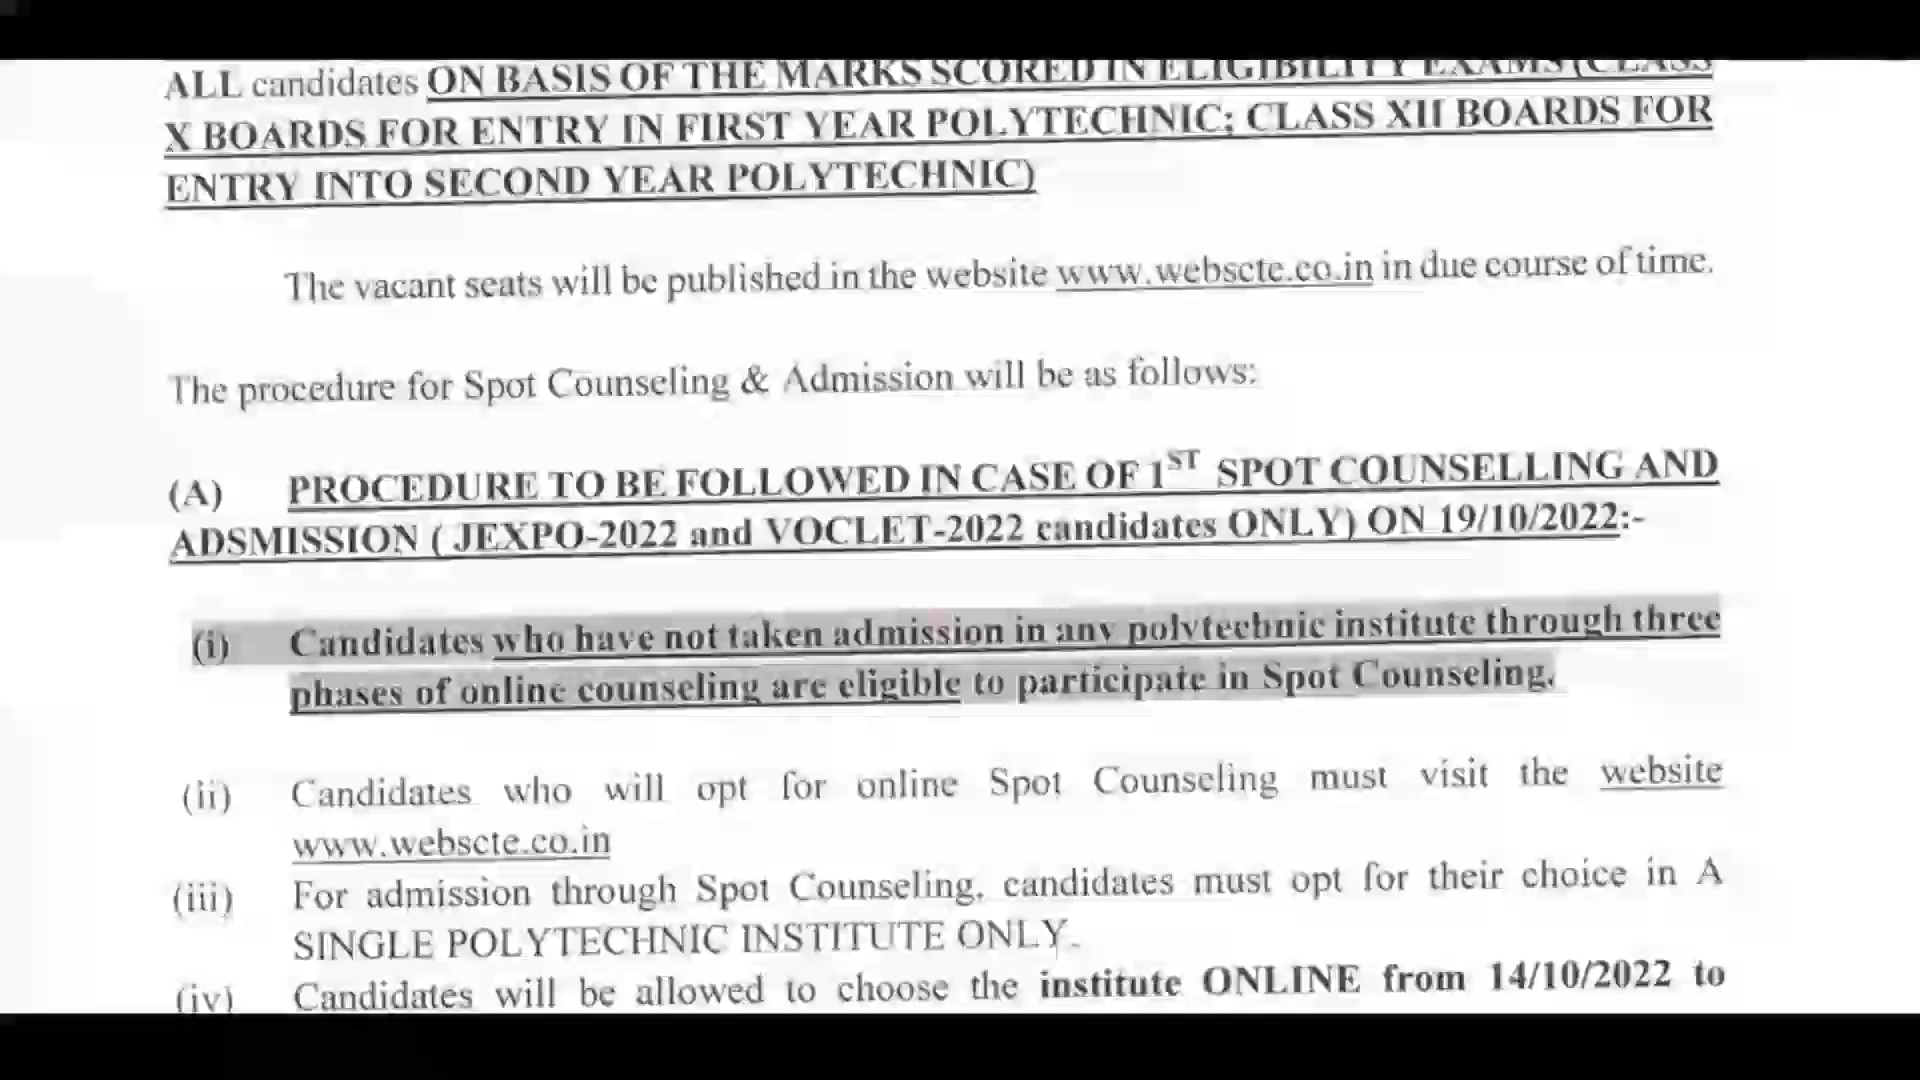 ALL candidates ON BASIS OF THE MARKS SCORED IN ELIGIBILITY EXAMS (CLASS
X BOARDS FOR ENTRY IN FIRST YEAR POLYTECHNIC; CLASS XII BOARDS FOR
ENTRY INTO SECOND YEAR POLYTECHNIC)
The vacant seats will be published in the website www.webscte.co.in in due course of time.
The procedure for Spot Counseling & Admission will be as follows:
(A) PROCEDURE TO BE FOLLOWED IN CASE OF 1ST SPOT COUNSELLING AND
ADSMISSION ( JEXPO-2022 and VOCLET-2022 candidates ONLY) ON 19/10/2022:-
(i) Candidates who have not taken admission in any polytechnic institute through three
phases of online counseling are eligible to participate in Spot Counseling.
(ii) Candidates who will opt for online Spot Counseling must visit the website
www.webscte.co.in
(iii) For admission through Spot Counseling, candidates must opt for their choice in A
SINGLE POLYTECHNIC INSTITUTE ONLY.
(iv) Candidates will be allowed to choose the institute ONLINE from 14/10/2022 to